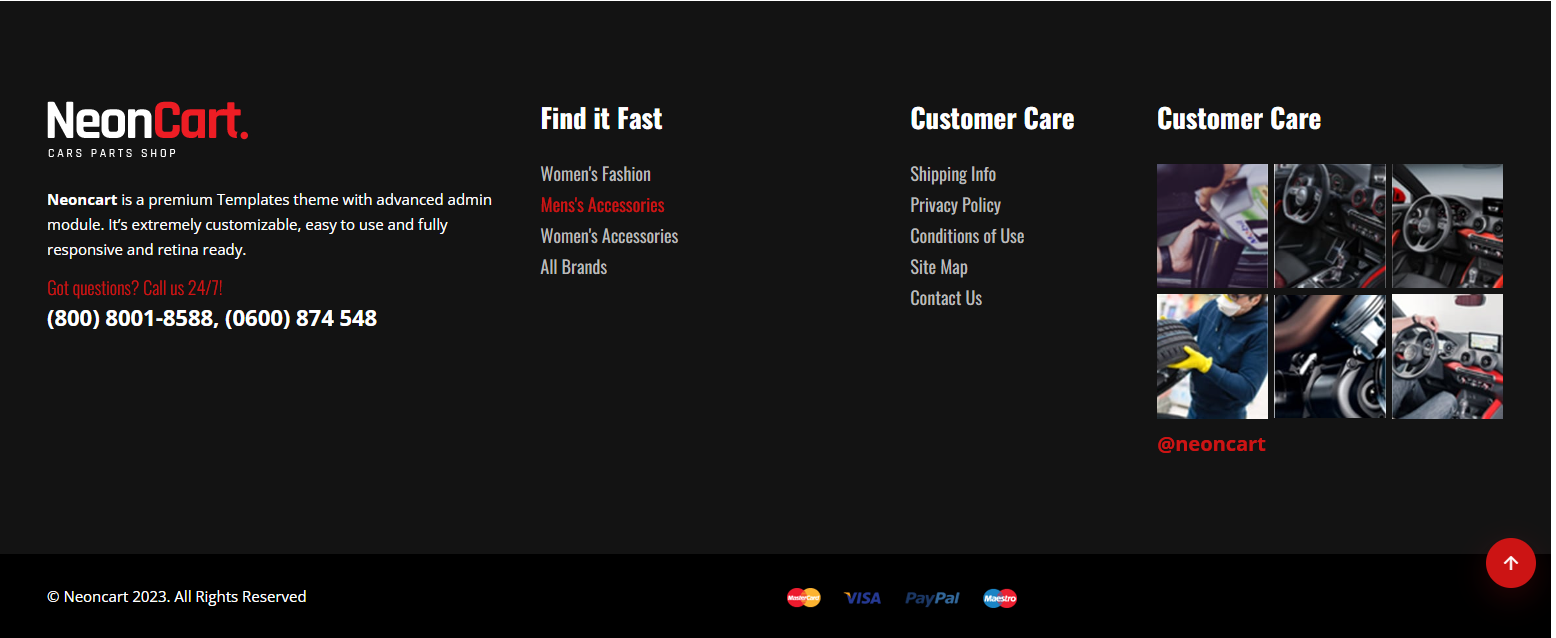 NeonCart.
CARS PARTS SHOP
Neoncart is a premium Templates theme with advanced admin
module. It's extremely customizable, easy to use and fully
responsive and retina ready.
Got questions? Call us 24/7!
(800) 8001-8588, (0600) 874 548
Find it Fast
Women's Fashion
Mens's Accessories
Women's Accessories
All Brands
Customer Care
Shipping Info
Privacy Policy
Conditions of Use
Site Map
Contact Us
Customer Care
@neoncart
© Neoncart 2023. All Rights Reserved
MasterCard
VISA
PayPal
Maestro